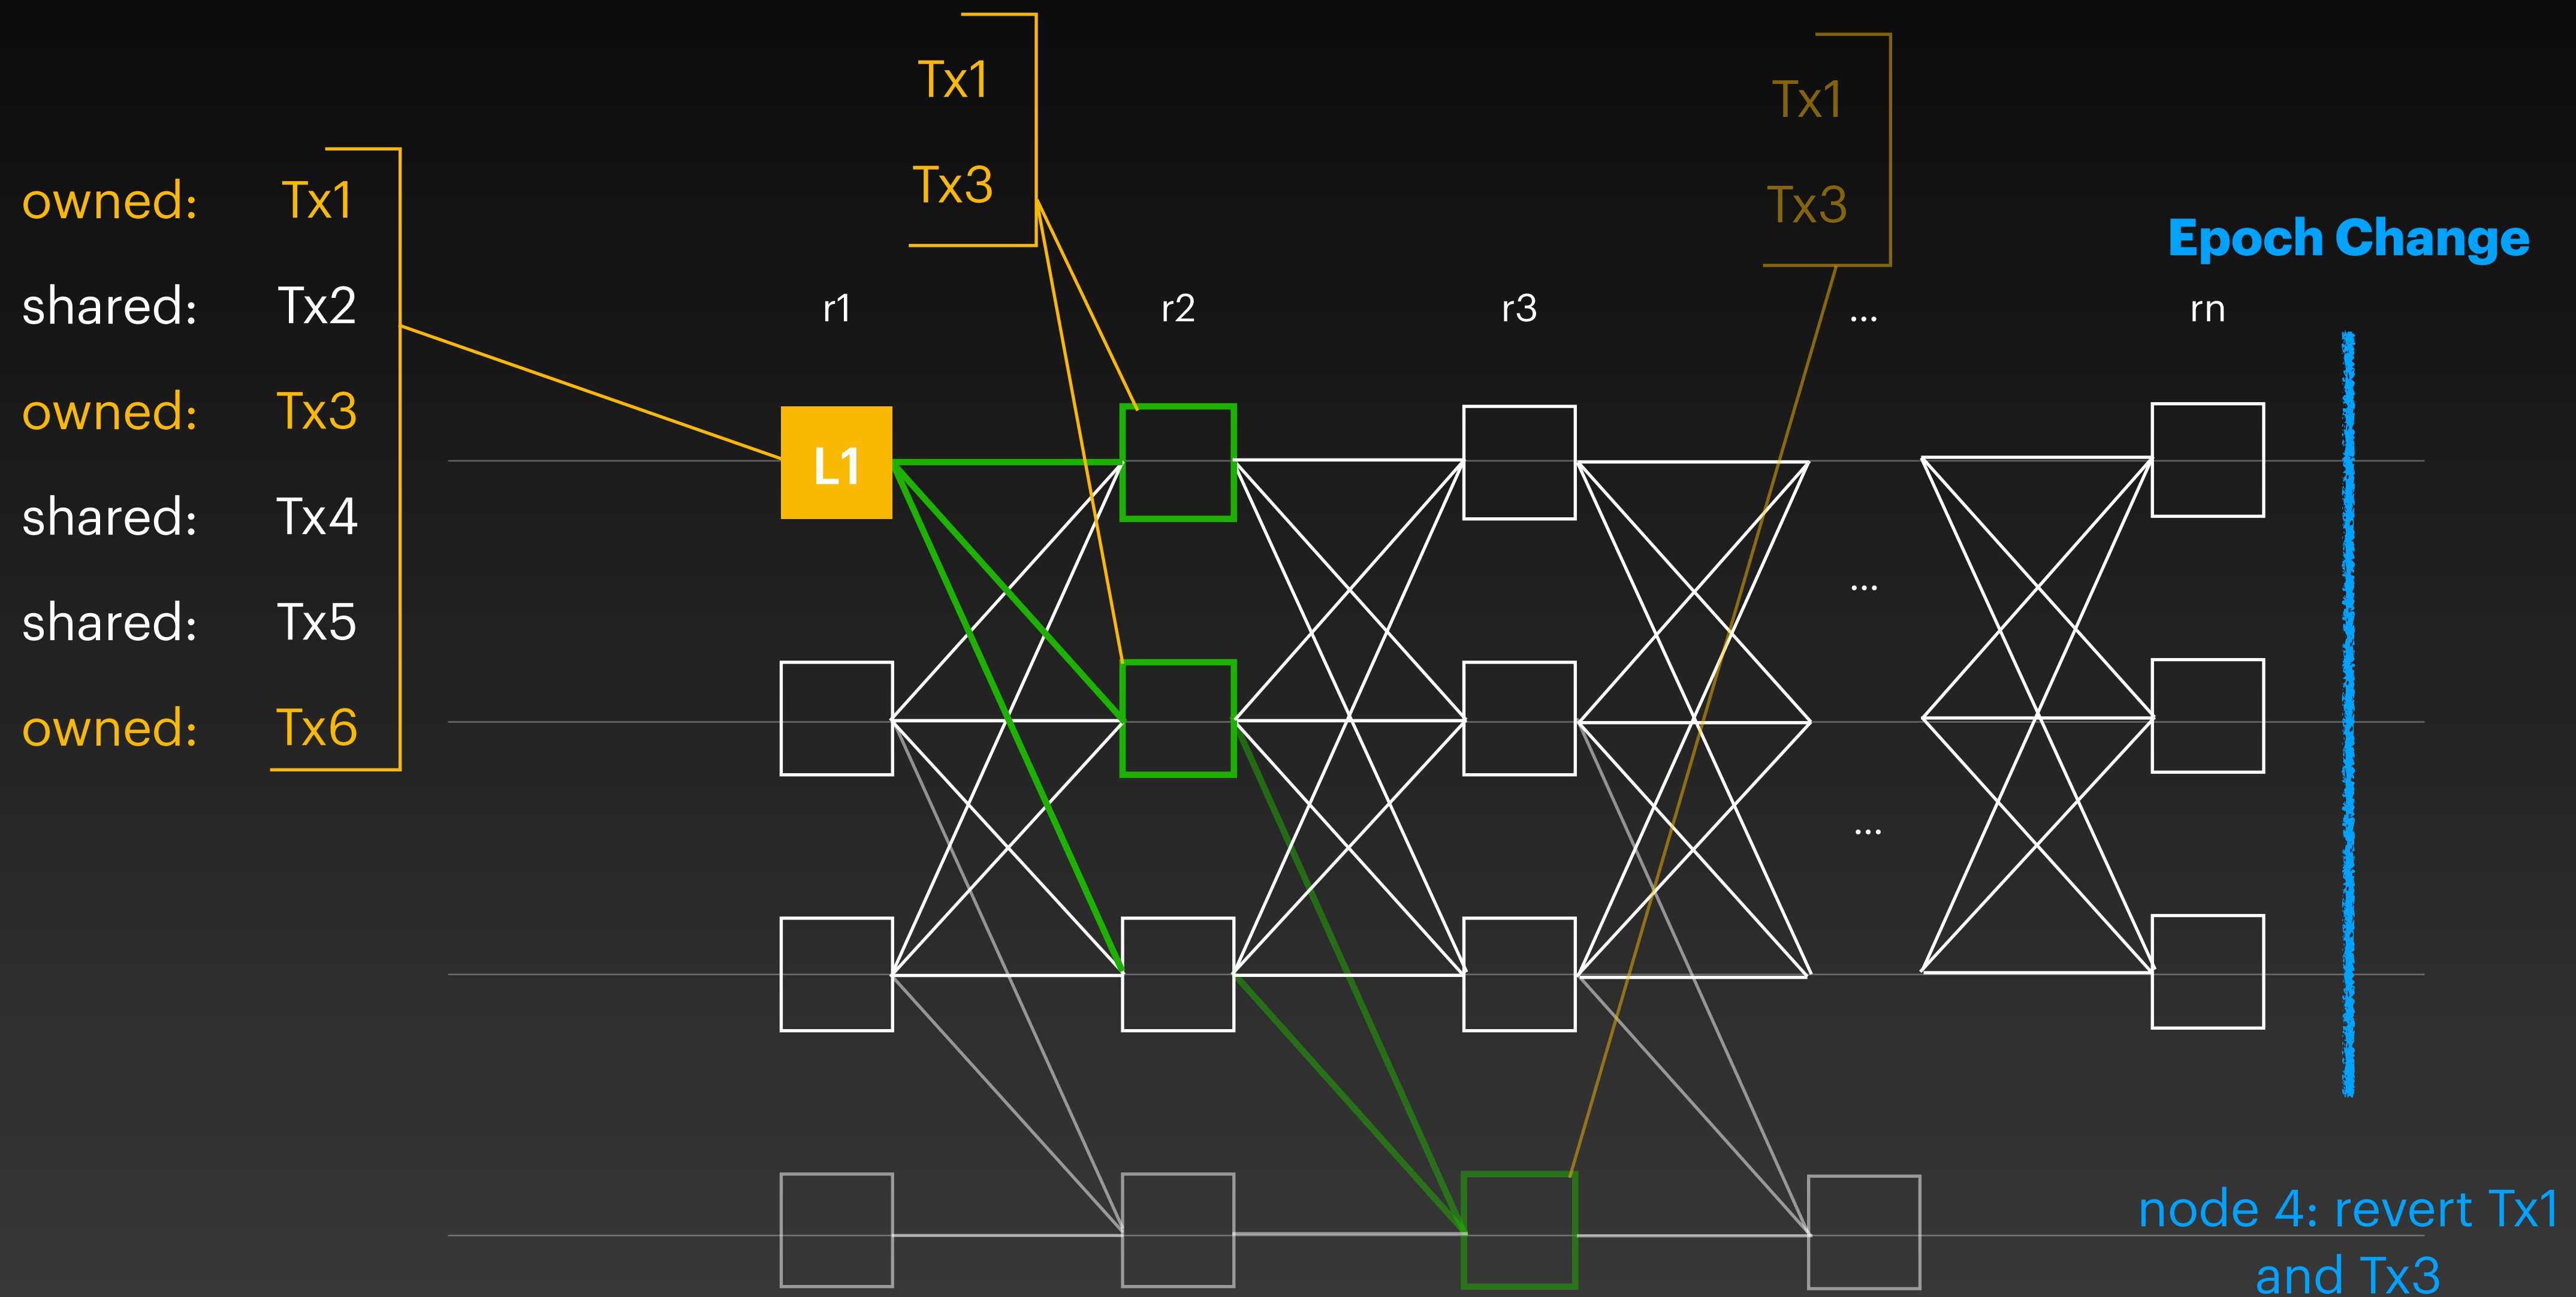 Tx1
Tx3
Tx1
Tx3
owned: Tx1
shared: Tx2
owned: Tx3
shared: Tx4
shared: Tx5
owned: Tx6
Epoch Change
r1 r2 r3 ... rn
L1
...
...
node 4: revert Tx1
and Tx3